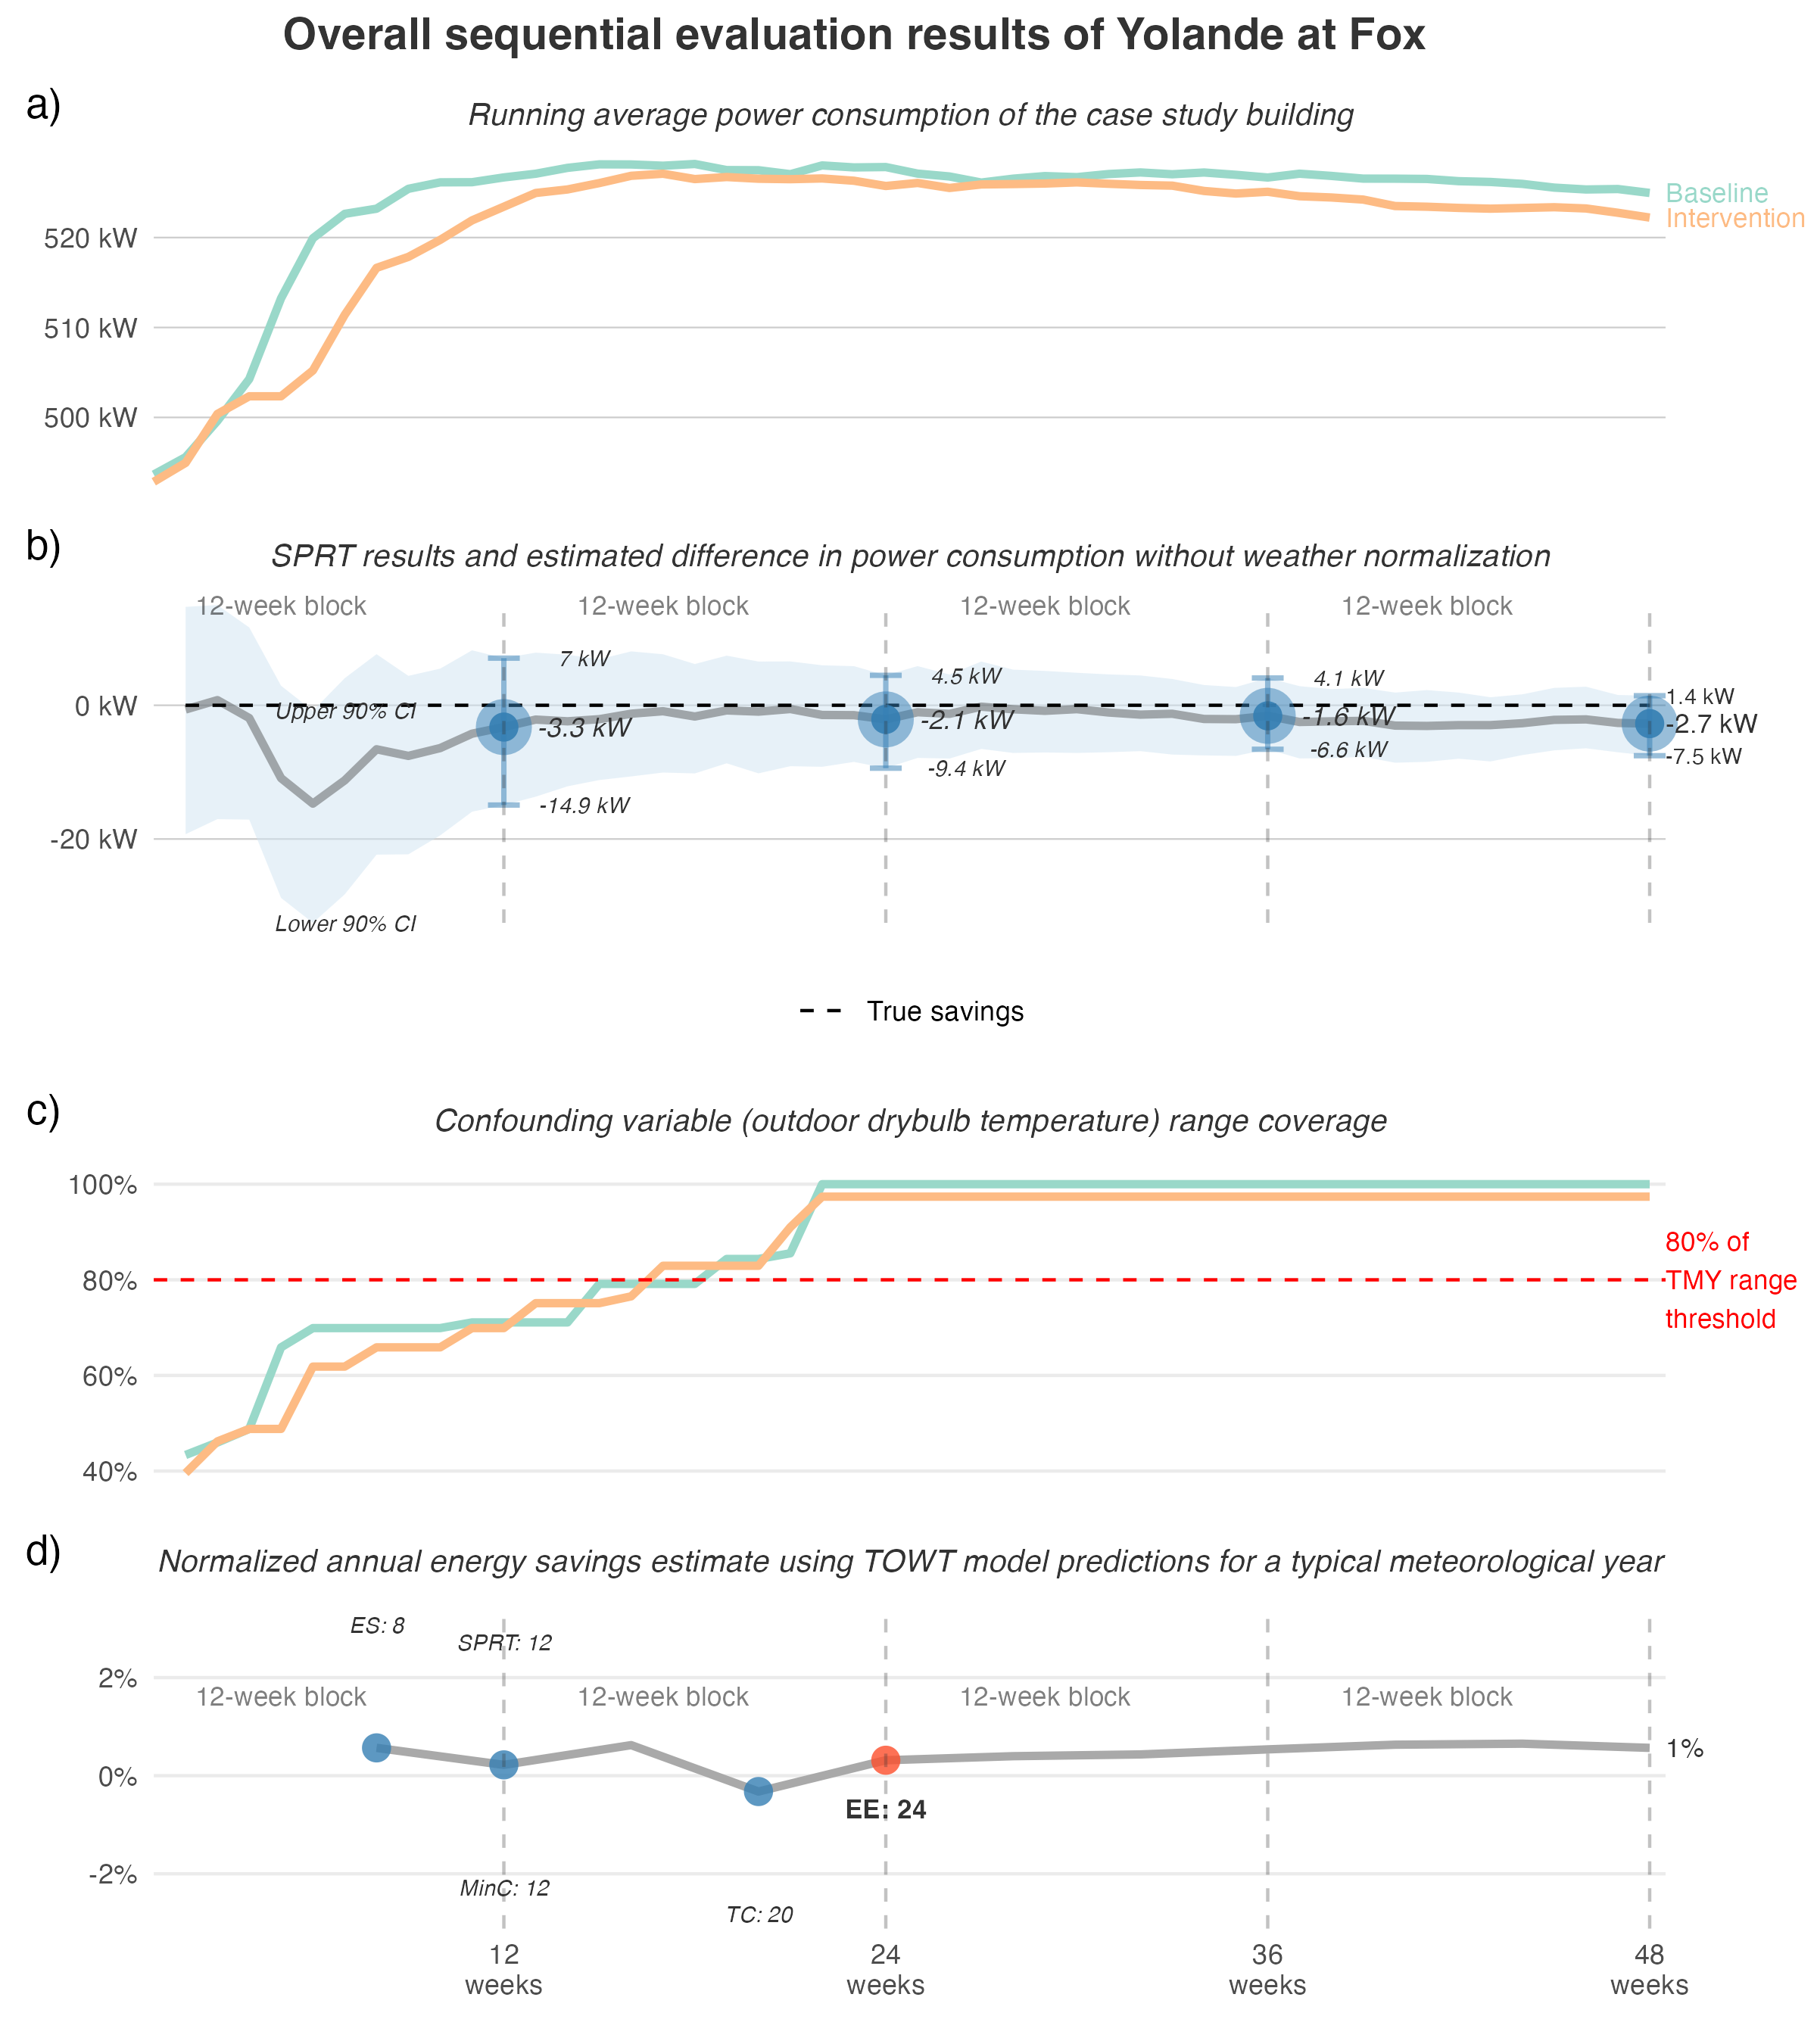 Overall sequential evaluation results of Yolande at Fox
a)
Running average power consumption of the case study building
Baseline
Intervention
520 kW
510 kW
500 kW
b)
SPRT results and estimated difference in power consumption without weather normalization
12-week block
12-week block
12-week block
12-week block
7 kW
4.5 kW
4.1 kW
1.4 kW
0 kW
Upper 90% CI
-3.3 kW
-2.1 kW
-1.6 kW
-2.7 kW
-14.9 kW
-9.4 kW
-6.6 kW
-7.5 kW
-20 kW
Lower 90% CI
True savings
c)
Confounding variable (outdoor drybulb temperature) range coverage
100%
80%
60%
40%
80% of
TMY range
threshold
d)
Normalized annual energy savings estimate using TOWT model predictions for a typical meteorological year
ES: 8
SPRT: 12
2%
12-week block
12-week block
12-week block
12-week block
1%
0%
EE: 24
-2%
MinC: 12
TC: 20
12
weeks
24
weeks
36
weeks
48
weeks